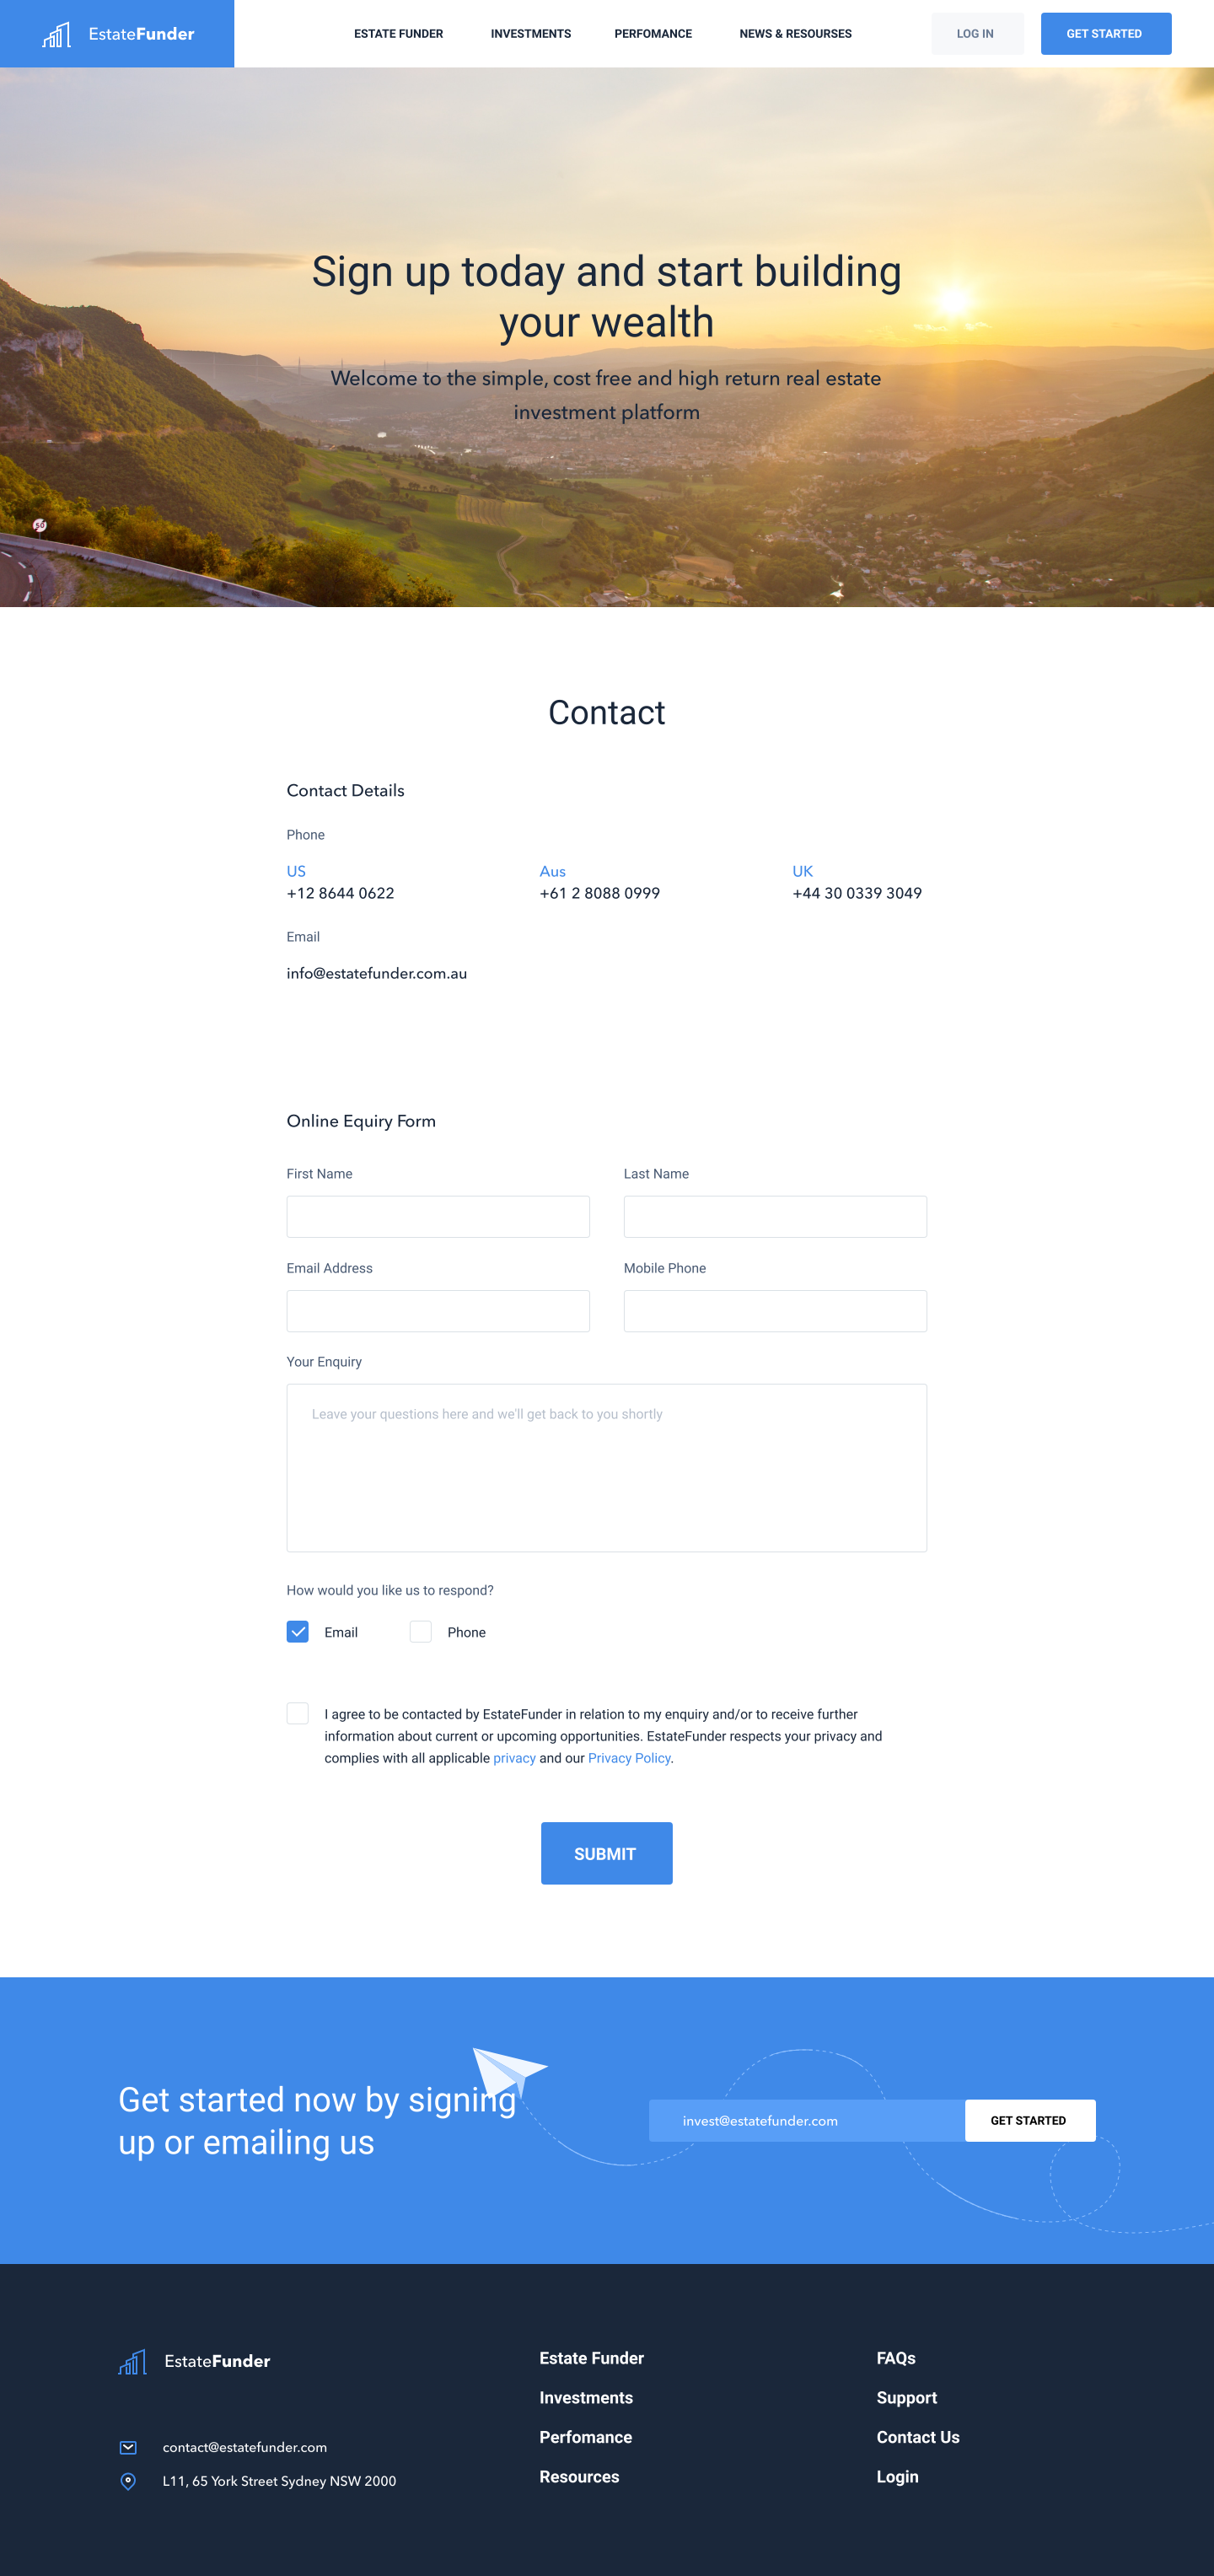 EstateFunder
ESTATE FUNDER
INVESTMENTS
PERFOMANCE
NEWS & RESOURSES
LOG IN
GET STARTED
Sign up today and start building
your wealth
Welcome to the simple, cost free and high return real estate
investment platform
50
Contact
Contact Details
Phone
US
+12 8644 0622
Aus
+61 2 8088 0999
UK
+44 30 0339 3049
Email
info@estatefunder.com.au
Online Equiry Form
First Name
Last Name
Email Address
Mobile Phone
Your Enquiry
Leave your questions here and we'll get back to you shortly
How would you like us to respond?
Email
Phone
I agree to be contacted by EstateFunder in relation to my enquiry and/or to receive further
information about current or upcoming opportunities. EstateFunder respects your privacy and
complies with all applicable privacy and our Privacy Policy.
SUBMIT
Get started now by signing
up or emailing us
invest@estatefunder.com
GET STARTED
EstateFunder
contact@estatefunder.com
L11, 65 York Street Sydney NSW 2000
Estate Funder
Investments
Perfomance
Resources
FAQs
Support
Contact Us
Login